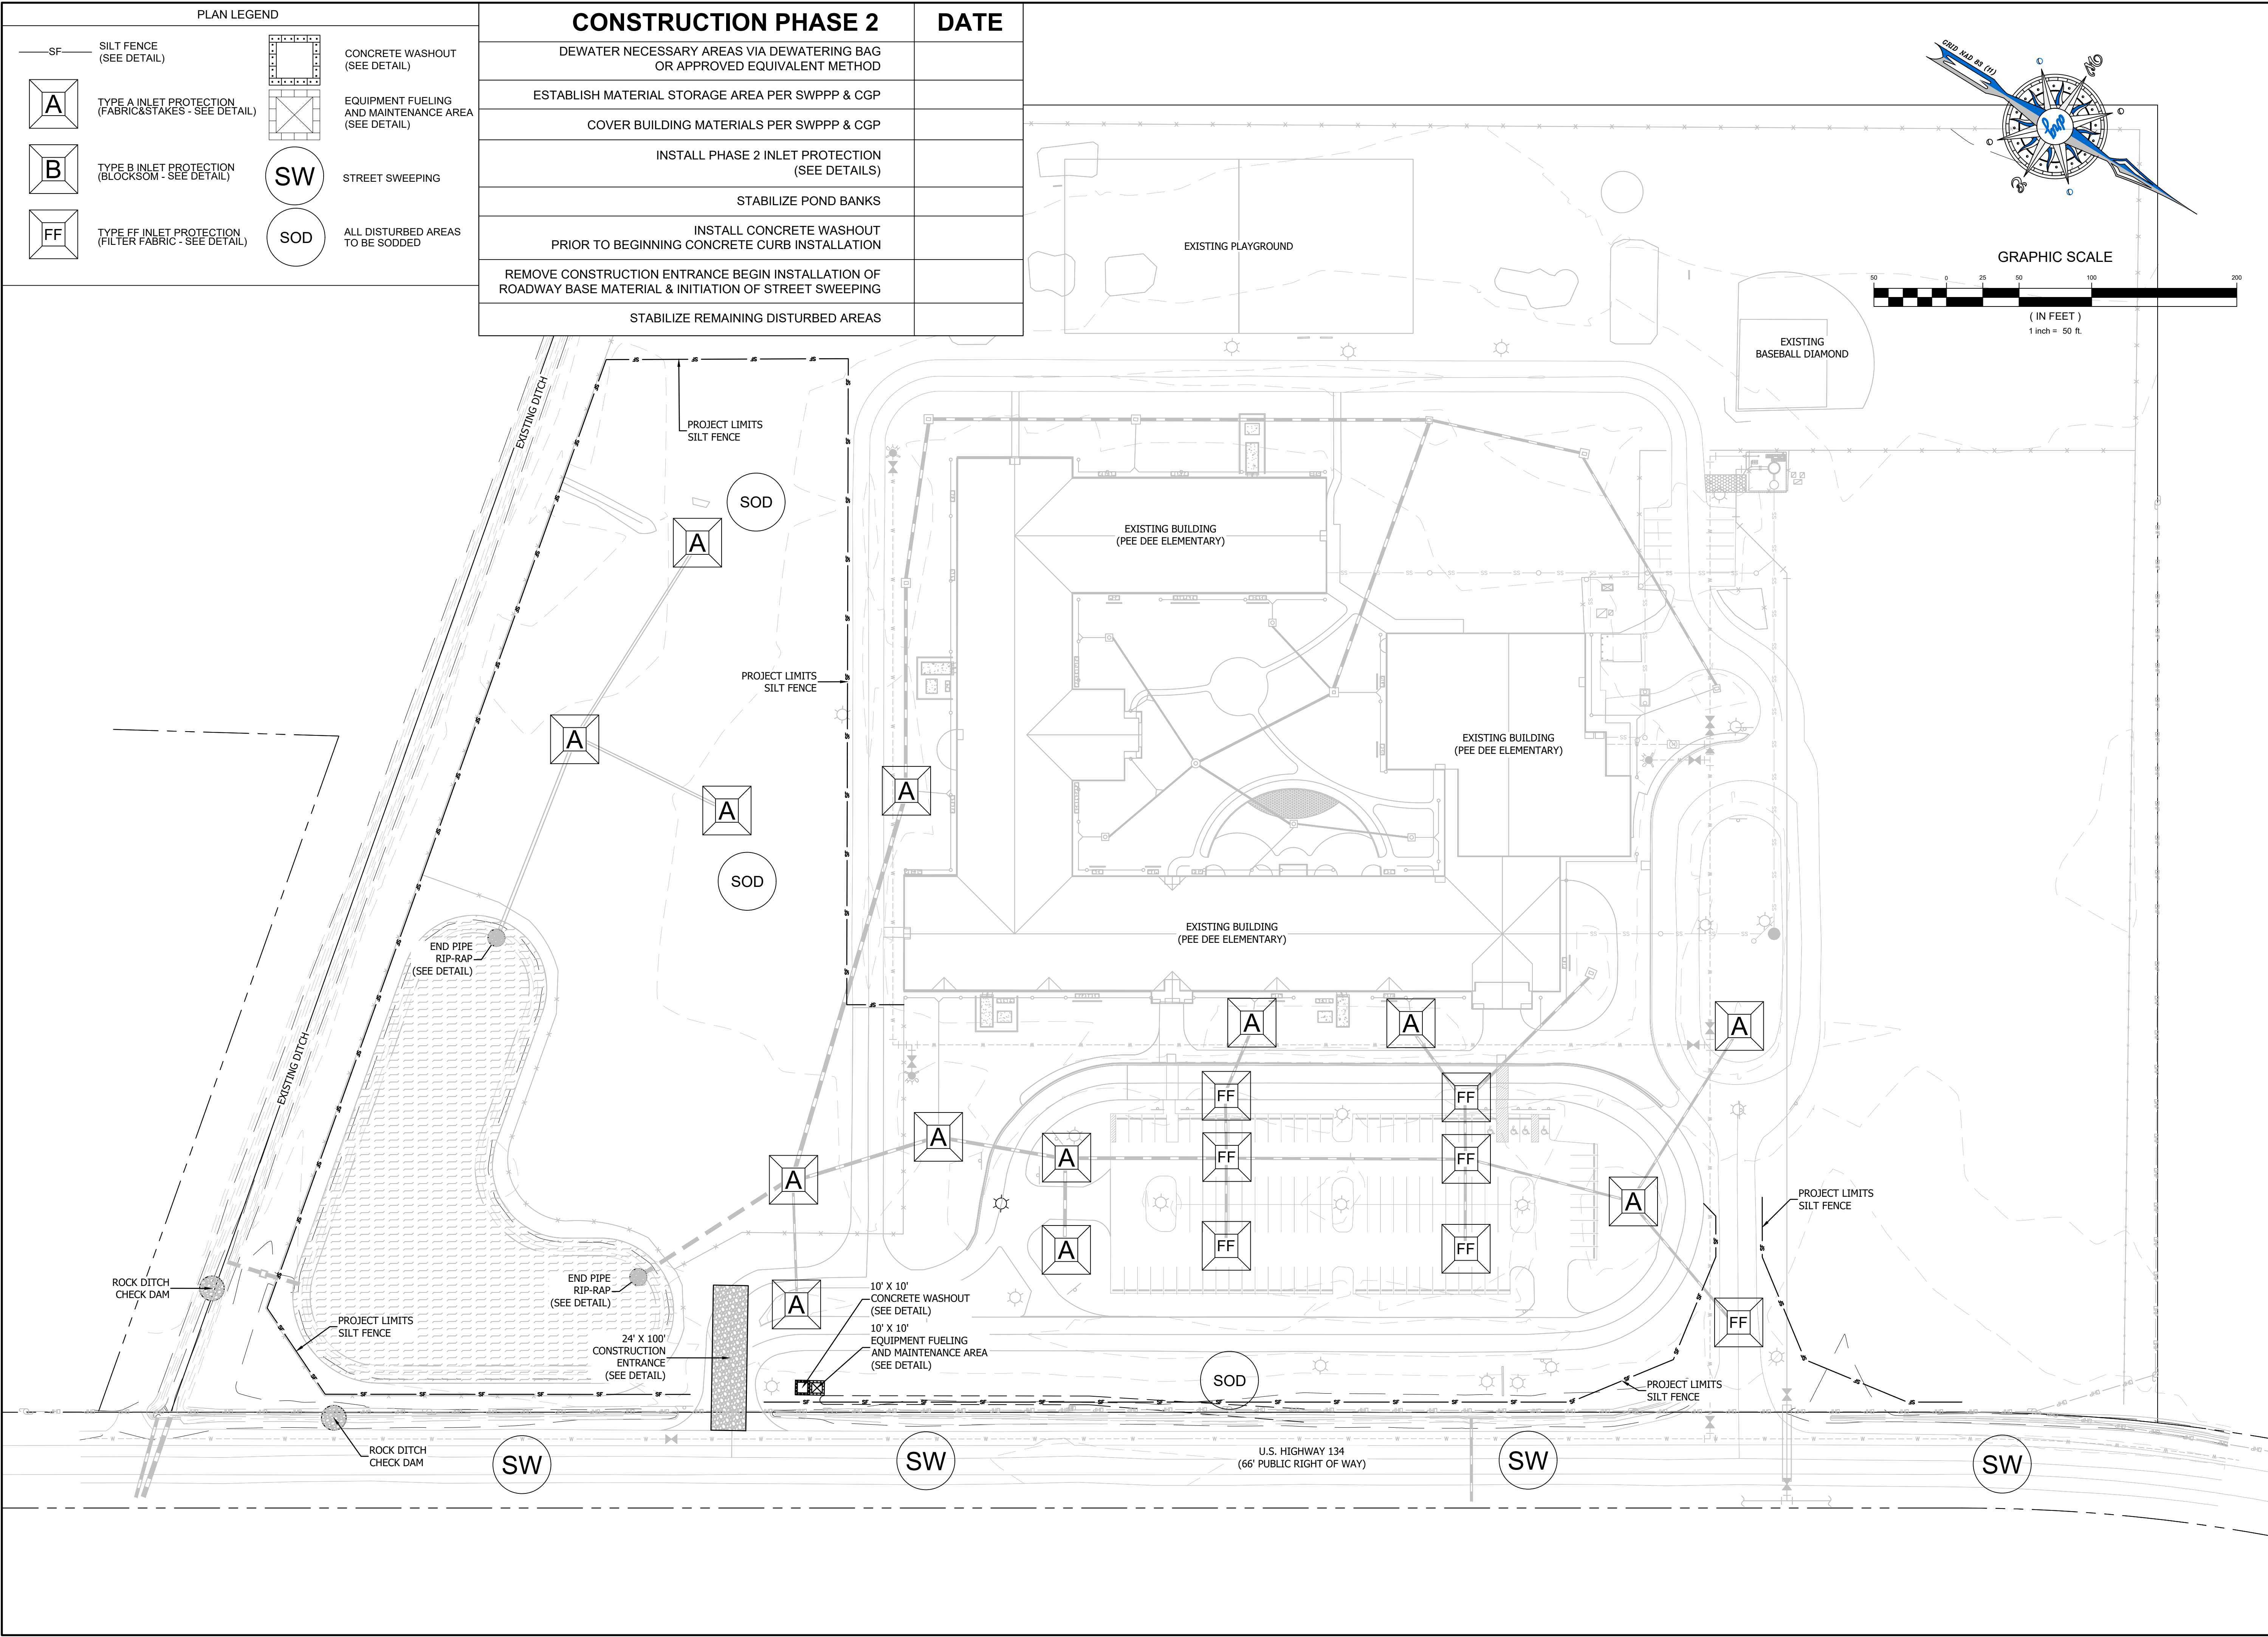 PLAN LEGEND
SF
SILT FENCE
(SEE DETAIL)
CONCRETE WASHOUT
(SEE DETAIL)
A
TYPE A INLET PROTECTION
(FABRIC&STAKES - SEE DETAIL)
EQUIPMENT FUELING
AND MAINTENANCE AREA
(SEE DETAIL)
B
TYPE B INLET PROTECTION
(BLOCKSOM - SEE DETAIL)
SW
STREET SWEEPING
FF
TYPE FF INLET PROTECTION
(FILTER FABRIC - SEE DETAIL)
SOD
ALL DISTURBED AREAS
TO BE SODDED
CONSTRUCTION PHASE 2
DATE
DEWATER NECESSARY AREAS VIA DEWATERING BAG
OR APPROVED EQUIVALENT METHOD
ESTABLISH MATERIAL STORAGE AREA PER SWPPP & CGP
COVER BUILDING MATERIALS PER SWPPP & CGP
INSTALL PHASE 2 INLET PROTECTION
(SEE DETAILS)
STABILIZE POND BANKS
INSTALL CONCRETE WASHOUT
PRIOR TO BEGINNING CONCRETE CURB INSTALLATION
REMOVE CONSTRUCTION ENTRANCE BEGIN INSTALLATION OF
ROADWAY BASE MATERIAL & INITIATION OF STREET SWEEPING
STABILIZE REMAINING DISTURBED AREAS
GRID NAD 83 (11)
GRAPHIC SCALE
50 0 25 50 100 200
( IN FEET )
1 inch = 50 ft.
EXISTING PLAYGROUND
EXISTING
BASEBALL DIAMOND
EXISTING DITCH
PROJECT LIMITS
SILT FENCE
SOD
A
EXISTING BUILDING
(PEE DEE ELEMENTARY)
PROJECT LIMITS
SILT FENCE
A
A
A
EXISTING BUILDING
(PEE DEE ELEMENTARY)
SOD
END PIPE
RIP-RAP
(SEE DETAIL)
EXISTING BUILDING
(PEE DEE ELEMENTARY)
EXISTING DITCH
A
A
A
FF
FF
A
A
A
FF
FF
A
A
FF
FF
A
PROJECT LIMITS
SILT FENCE
ROCK DITCH
CHECK DAM
END PIPE
RIP-RAP
(SEE DETAIL)
A
10' X 10'
CONCRETE WASHOUT
(SEE DETAIL)
FF
PROJECT LIMITS
SILT FENCE
24' X 100'
CONSTRUCTION
ENTRANCE
(SEE DETAIL)
10' X 10'
EQUIPMENT FUELING
AND MAINTENANCE AREA
(SEE DETAIL)
SOD
PROJECT LIMITS
SILT FENCE
ROCK DITCH
CHECK DAM
SW
SW
U.S. HIGHWAY 134
(66' PUBLIC RIGHT OF WAY)
SW
SW